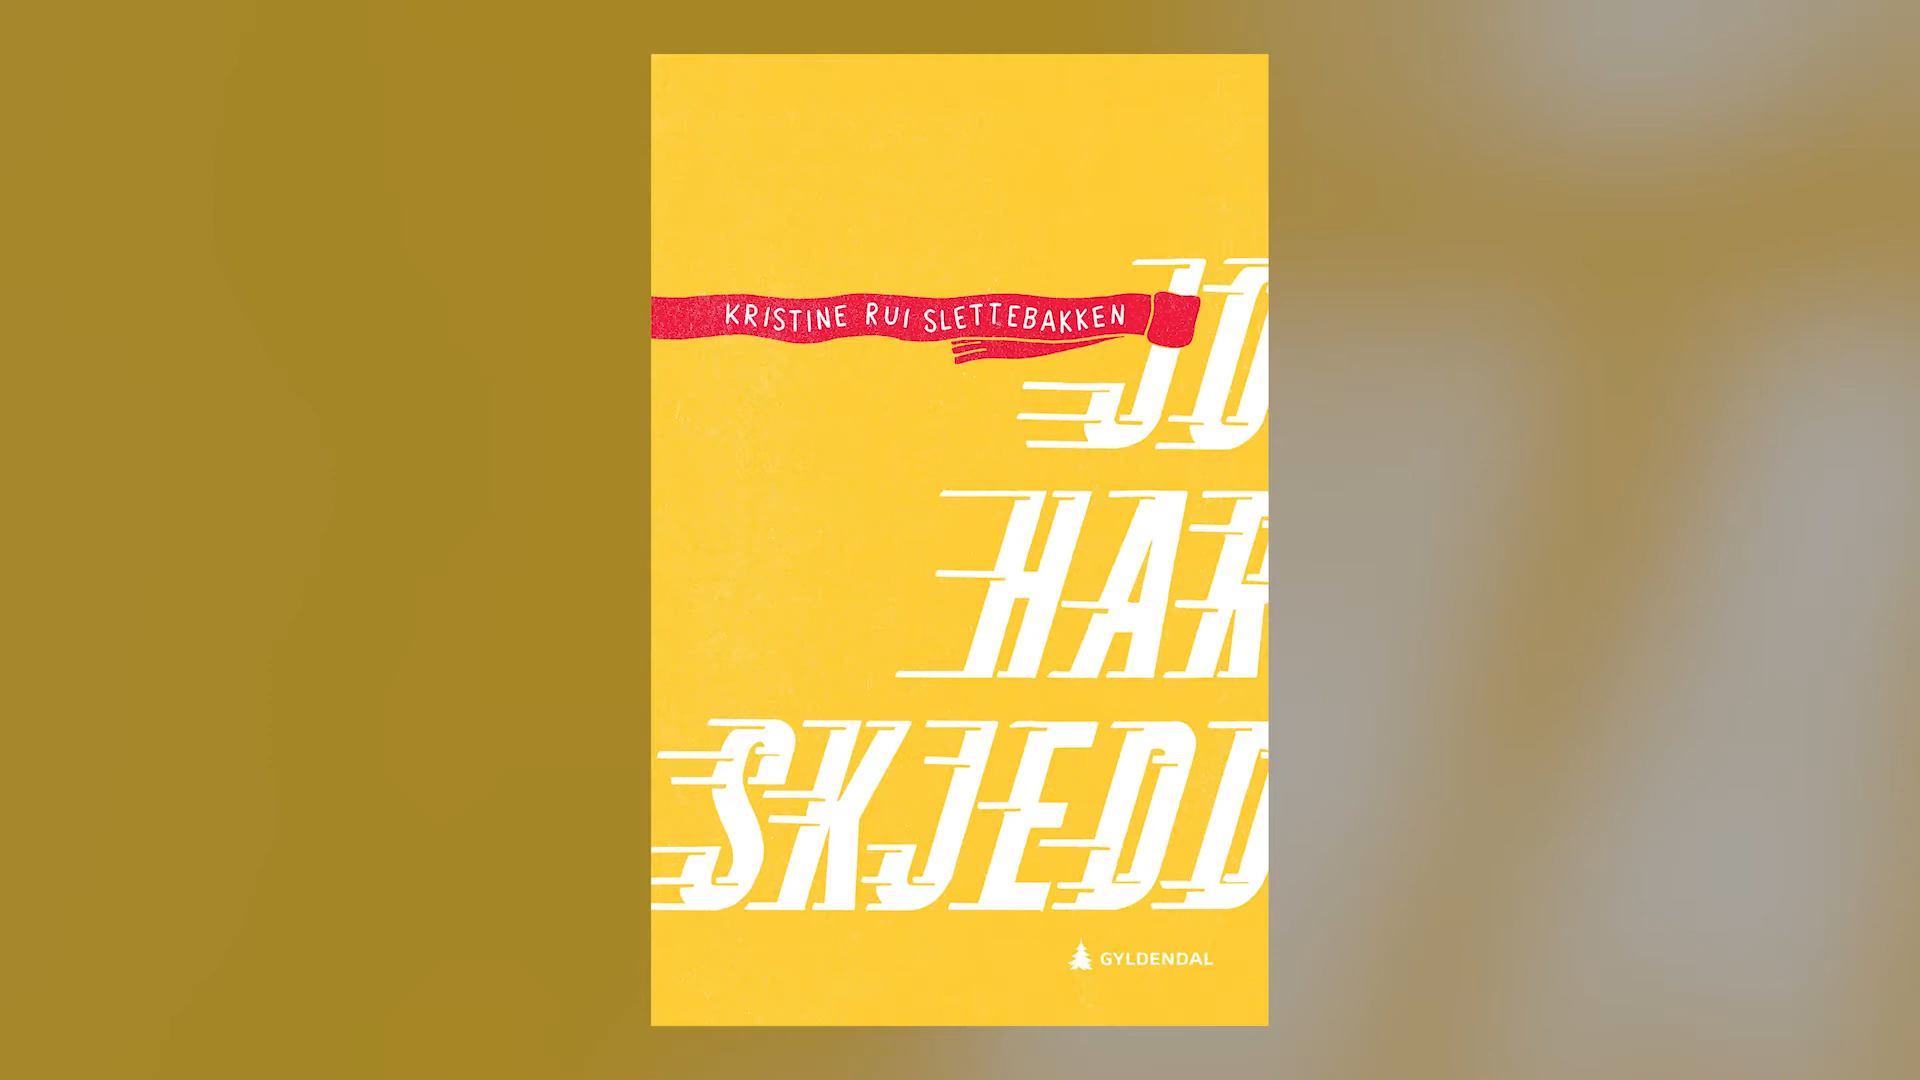 JO
KRISTINE RUI SLETTEBAKKEN
HAR
SKJEDD
GYLDENDAL